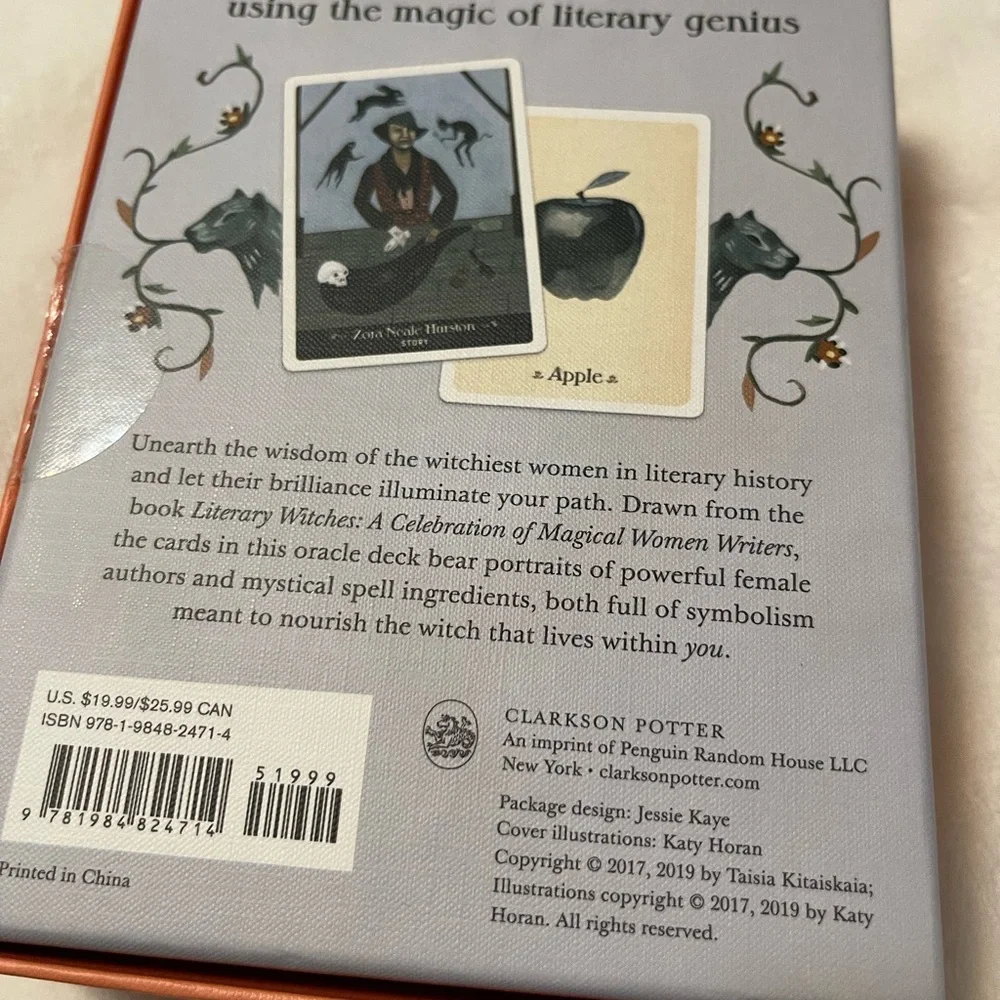 using the magic of literary genius
Zora Neale Hurston
STORY
Apple
Unearth the wisdom of the witchiest women in literary history
and let their brilliance illuminate your path. Drawn from the
book Literary Witches: A Celebration of Magical Women Writers,
the cards in this oracle deck bear portraits of powerful female
authors and mystical spell ingredients, both full of symbolism
meant to nourish the witch that lives within you.
U.S. $19.99/$25.99 CAN
ISBN 978-1-9848-2471-4
51999
9 781984 824714
Printed in China
CLARKSON POTTER
An imprint of Penguin Random House LLC
New York • clarksonpotter.com
Package design: Jessie Kaye
Cover illustrations: Katy Horan
Copyright © 2017, 2019 by Taisia Kitaiskaia;
Illustrations copyright © 2017, 2019 by Katy
Horan. All rights reserved.